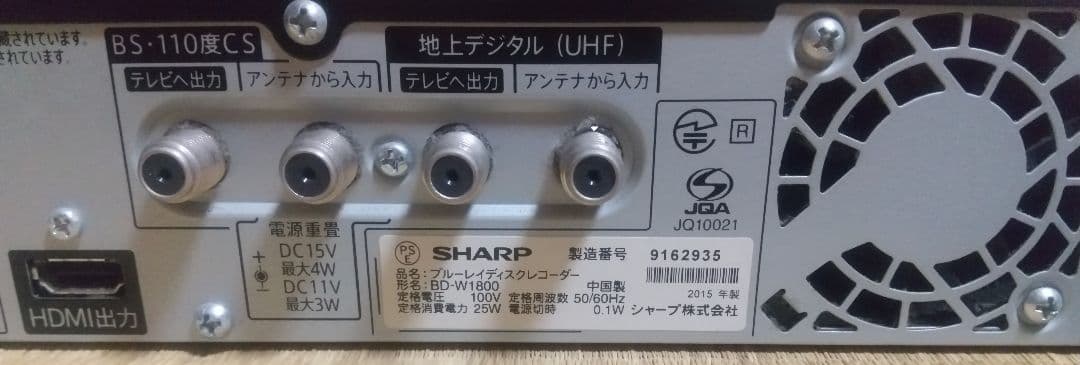 蔵されています。
されています。
BS・110度CS
テレビへ出力 アンテナから入力
地上デジタル (UHF)
テレビへ出力 アンテナから入力
R
JQA
JQ10021
電源重畳
DC15V
最大4W
DC11V
最大3W
HDMI出力
PS
E
SHARP 製造番号 9162935
品名：ブルーレイディスクレコーダー
形名：BD-W1800 中国製
定格電圧 100V 定格周波数 50/60Hz 2015 年製
定格消費電力 25W 電源切時 0.1W シャープ株式会社